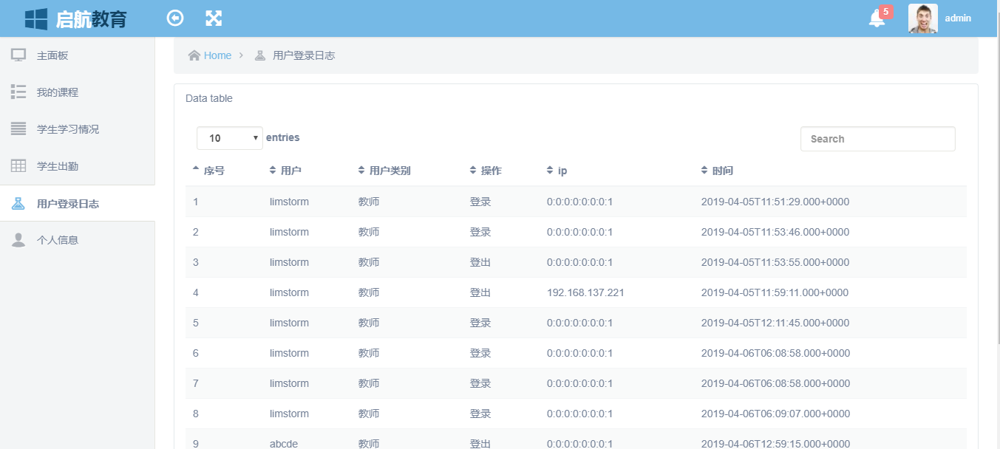 启航教育
5
admin
主面板
我的课程
学生学习情况
学生出勤
用户登录日志
个人信息
Home 用户登录日志
Data table
10 entries
Search
序号 用户 用户类别 操作 ip 时间
1 limstorm 教师 登录 0:0:0:0:0:0:0:1 2019-04-05T11:51:29.000+0000
2 limstorm 教师 登录 0:0:0:0:0:0:0:1 2019-04-05T11:53:46.000+0000
3 limstorm 教师 登出 0:0:0:0:0:0:0:1 2019-04-05T11:53:55.000+0000
4 limstorm 教师 登出 192.168.137.221 2019-04-05T11:59:11.000+0000
5 limstorm 教师 登录 0:0:0:0:0:0:0:1 2019-04-05T12:11:45.000+0000
6 limstorm 教师 登录 0:0:0:0:0:0:0:1 2019-04-06T06:08:58.000+0000
7 limstorm 教师 登录 0:0:0:0:0:0:0:1 2019-04-06T06:08:58.000+0000
8 limstorm 教师 登录 0:0:0:0:0:0:0:1 2019-04-06T06:09:07.000+0000
9 abcde 教师 登出 0:0:0:0:0:0:0:1 2019-04-06T12:59:15.000+0000